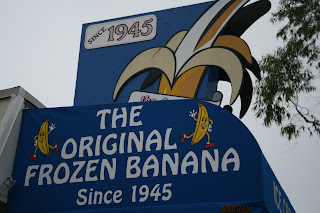 SINCE 1945
THE
ORIGINAL
FROZEN BANANA
Since 1945